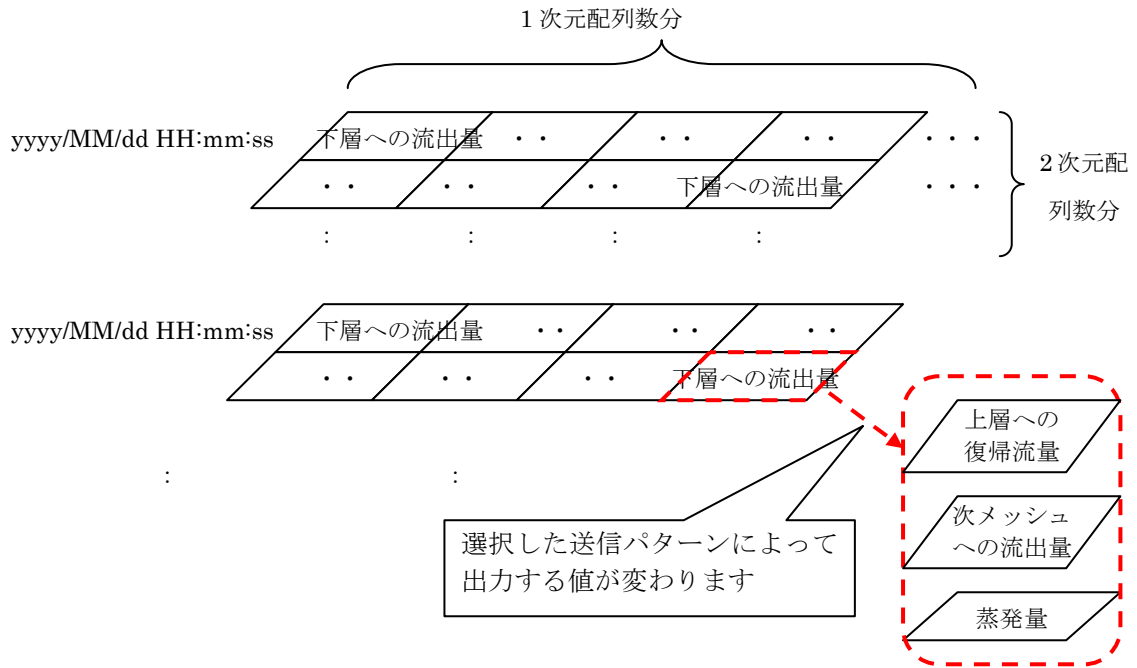 1 次元配列数分
yyyy/MM/dd HH:mm:ss 下層への流出量 ・・ ・・ ・・ ・・・
・・ ・・ ・・ 下層への流出量 ・・・
2 次元配
列数分
: : : :
yyyy/MM/dd HH:mm:ss 下層への流出量 ・・ ・・ ・・
・・ ・・ ・・ 下層への流出量
上層への
復帰流量
: :
次メッシュ
への流出量
選択した送信パターンによって
出力する値が変わります
蒸発量